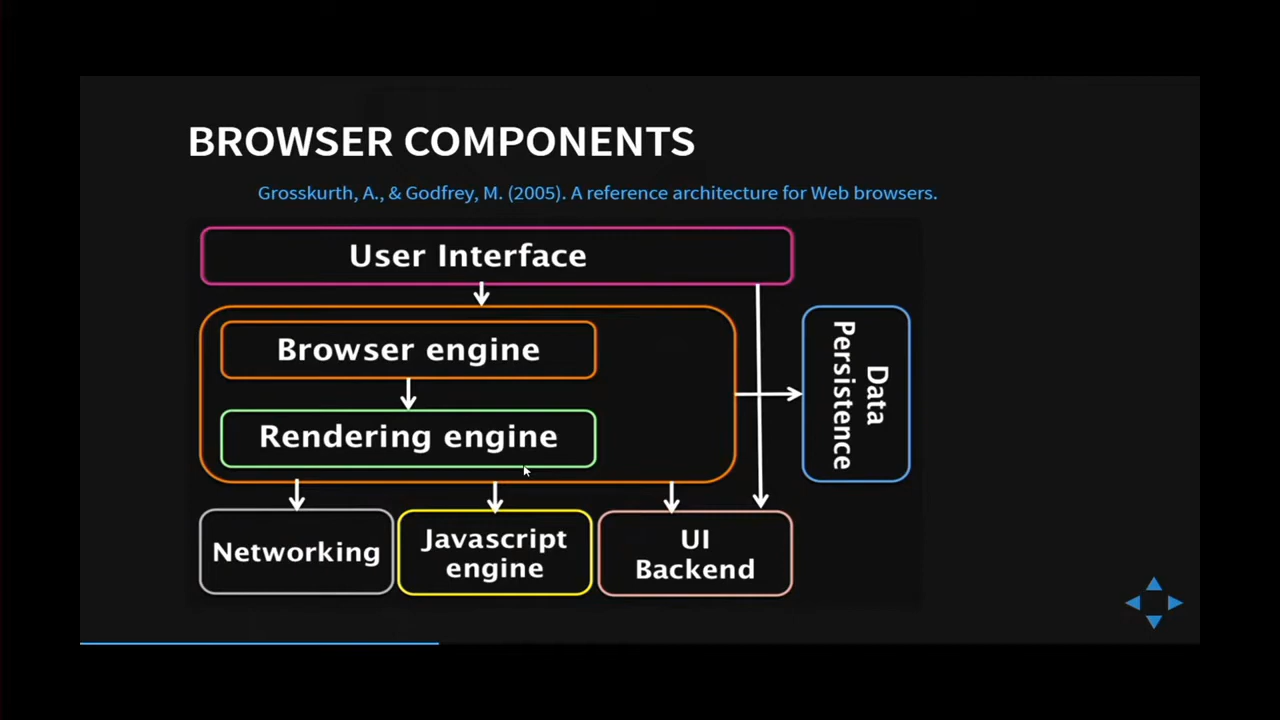 BROWSER COMPONENTS
Grosskurth, A., & Godfrey, M. (2005). A reference architecture for Web browsers.
User Interface
Browser engine
Rendering engine
Data
Persistence
Networking
Javascript
engine
UI
Backend